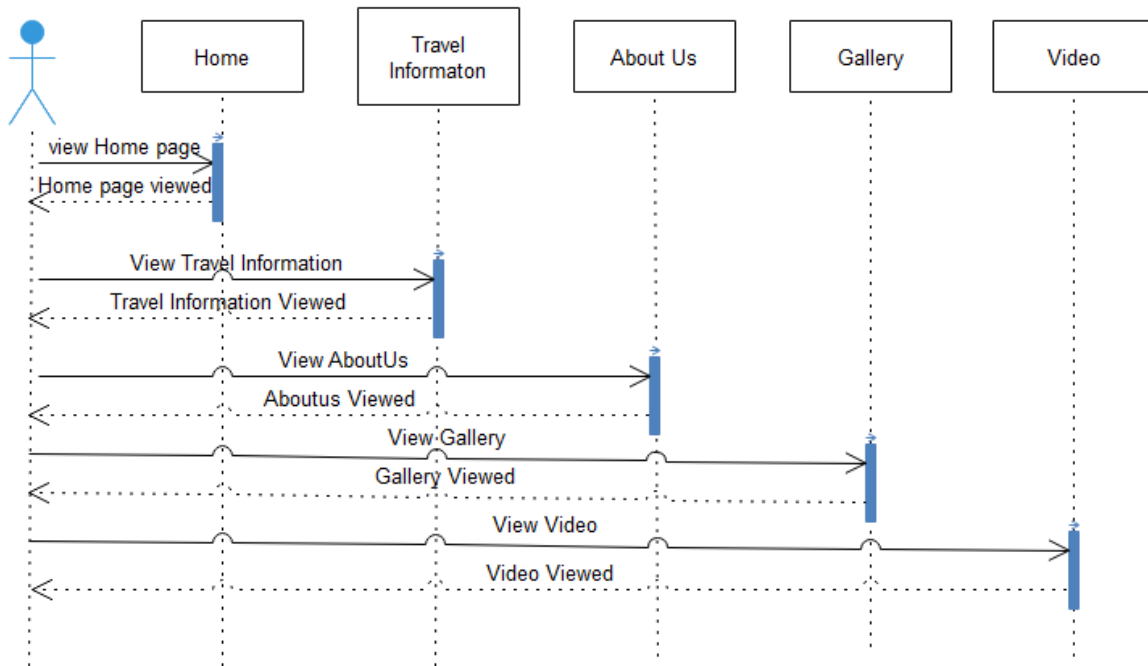 Home
Travel
Informaton
About Us
Gallery
Video
view Home page
Home page viewed
View Travel Information
Travel Information Viewed
View AboutUs
Aboutus Viewed
View Gallery
Gallery Viewed
View Video
Video Viewed